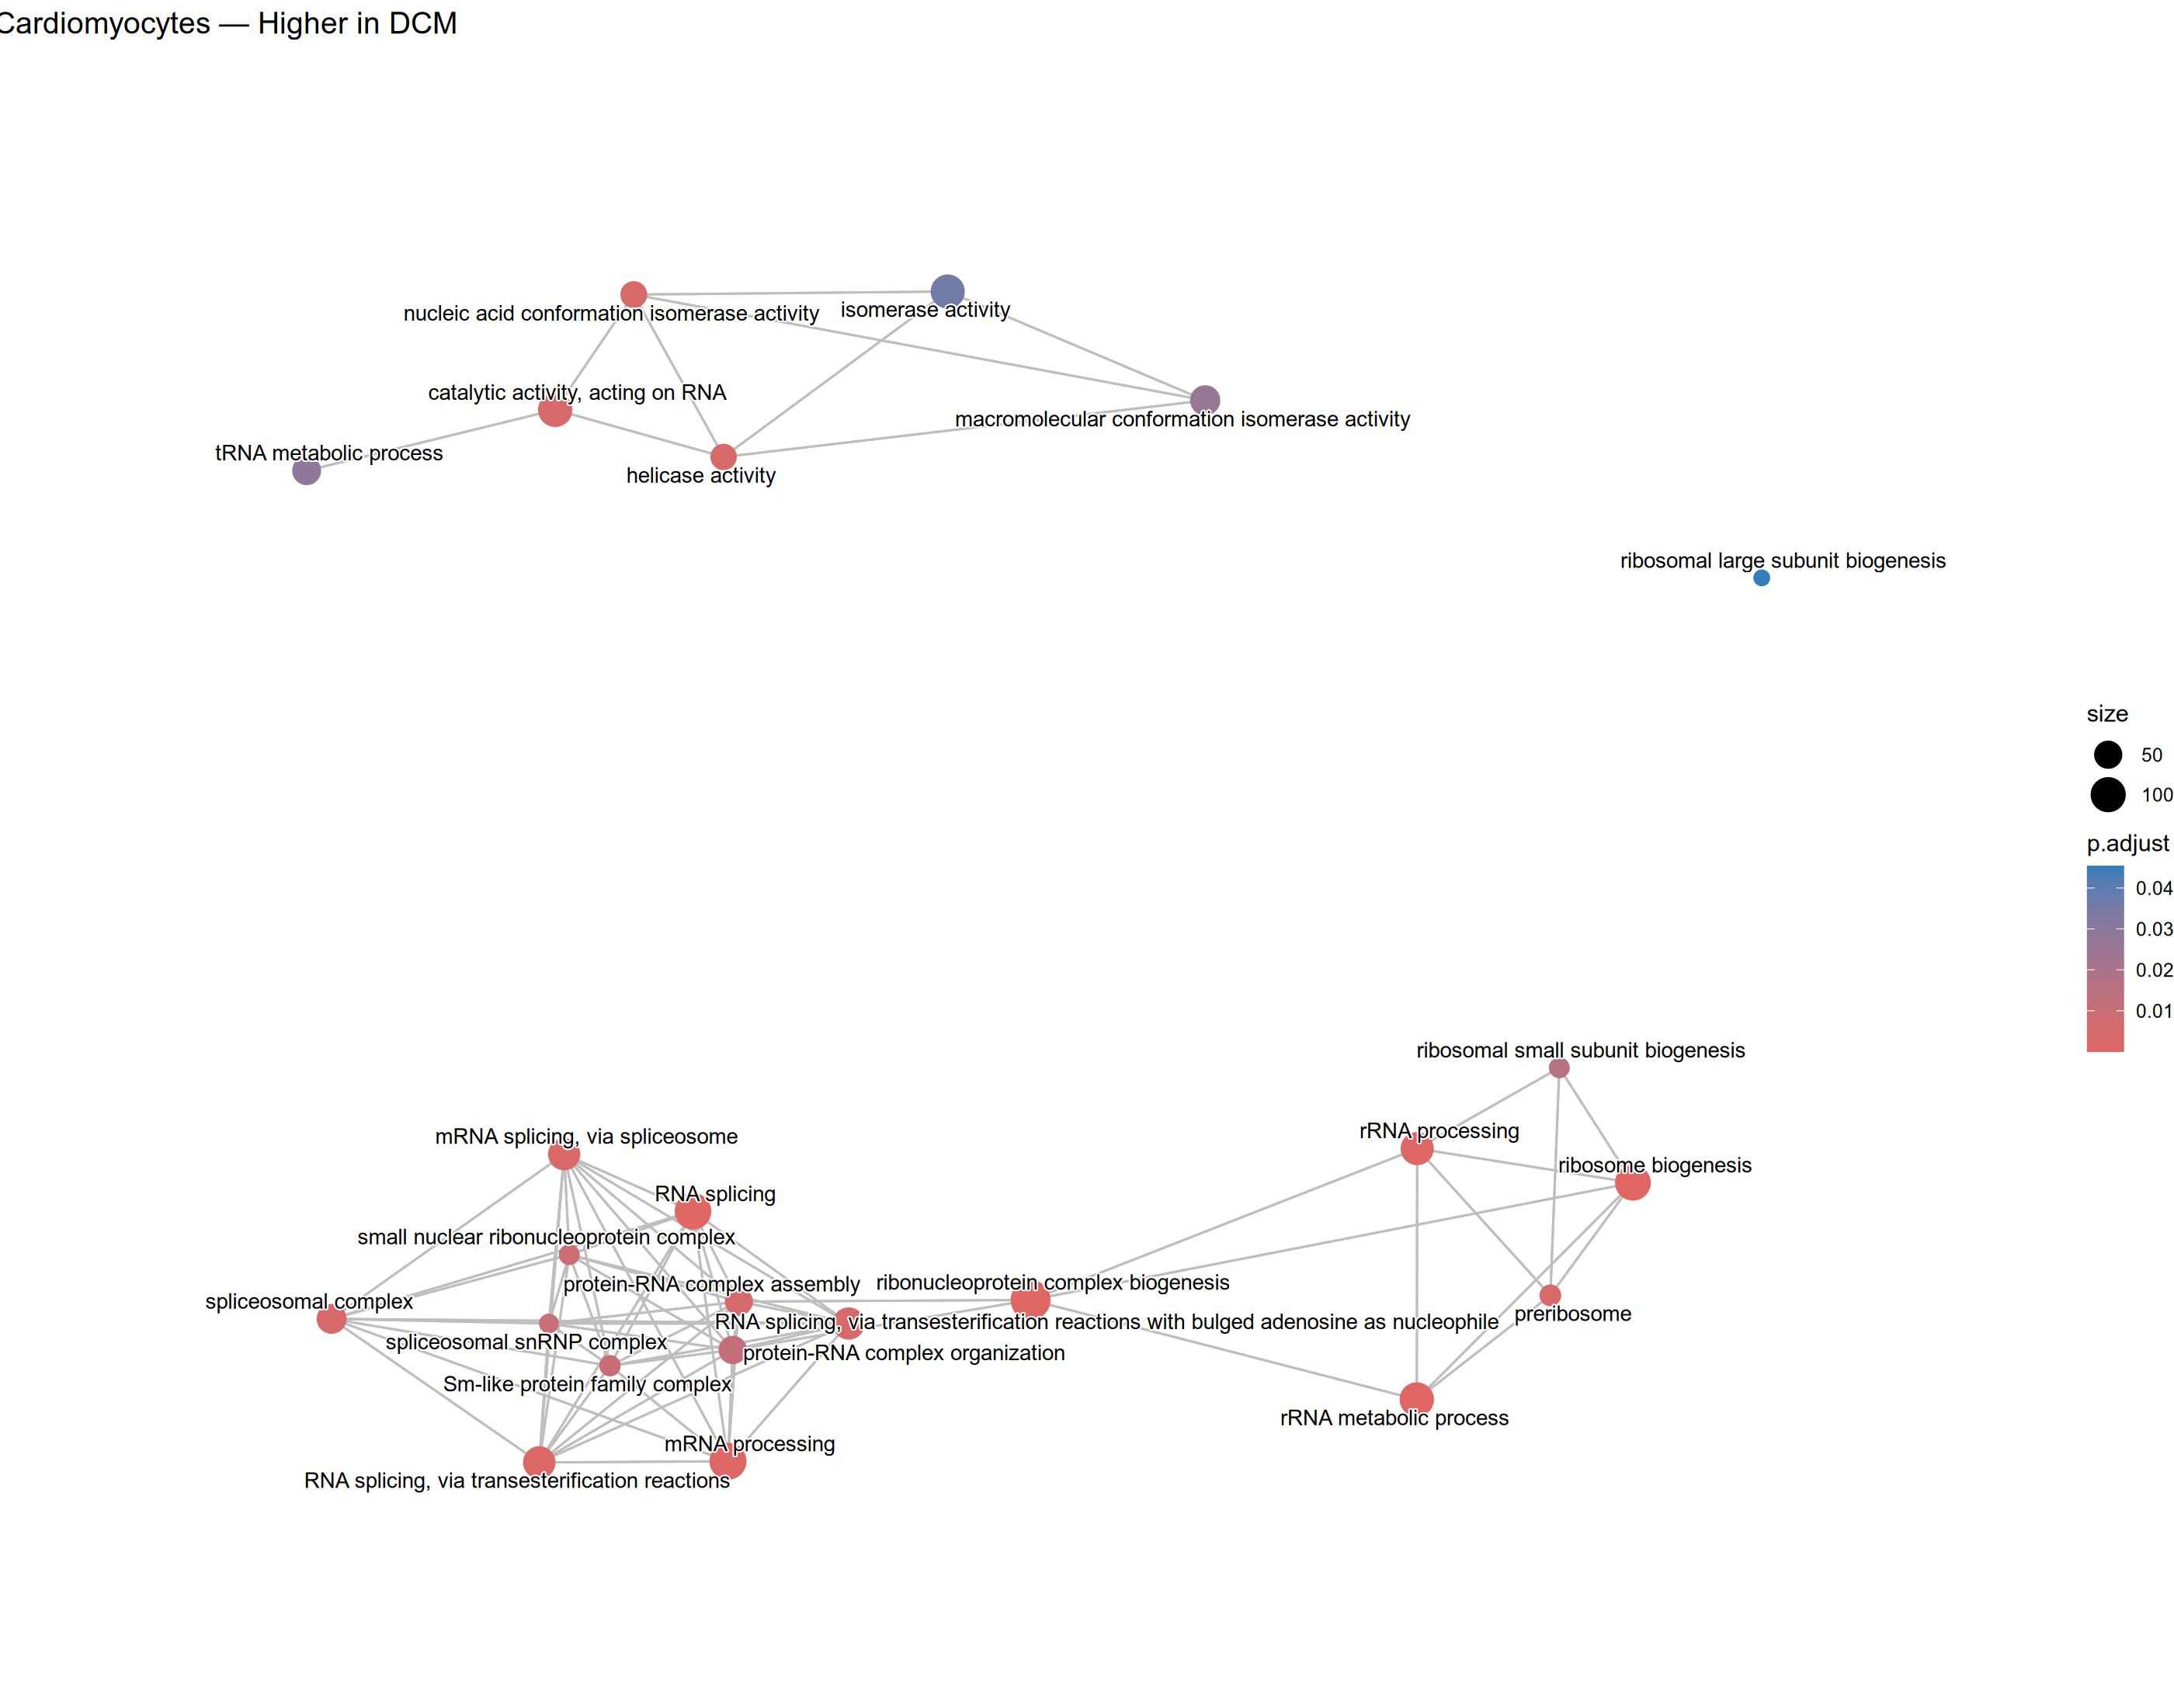 Cardiomyocytes — Higher in DCM
nucleic acid conformation isomerase activity
isomerase activity
catalytic activity, acting on RNA
macromolecular conformation isomerase activity
tRNA metabolic process
helicase activity
ribosomal large subunit biogenesis
size
50
100
p.adjust
0.04
0.03
0.02
0.01
ribosomal small subunit biogenesis
mRNA splicing, via spliceosome
rRNA processing
ribosome biogenesis
RNA splicing
small nuclear ribonucleoprotein complex
protein-RNA complex assembly
ribonucleoprotein complex biogenesis
spliceosomal complex
preribosome
RNA splicing, via transesterification reactions with bulged adenosine as nucleophile
spliceosomal snRNP complex
protein-RNA complex organization
Sm-like protein family complex
rRNA metabolic process
mRNA processing
RNA splicing, via transesterification reactions